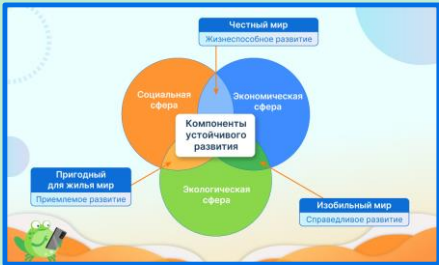 Честный мир
Жизнеспособное развитие
Социальная
сфера
Экономическая
сфера
Компоненты
устойчивого
развития
Пригодный
для жилья мир
Приемлемое развитие
Экологическая
сфера
Изобильный мир
Справедливое развитие